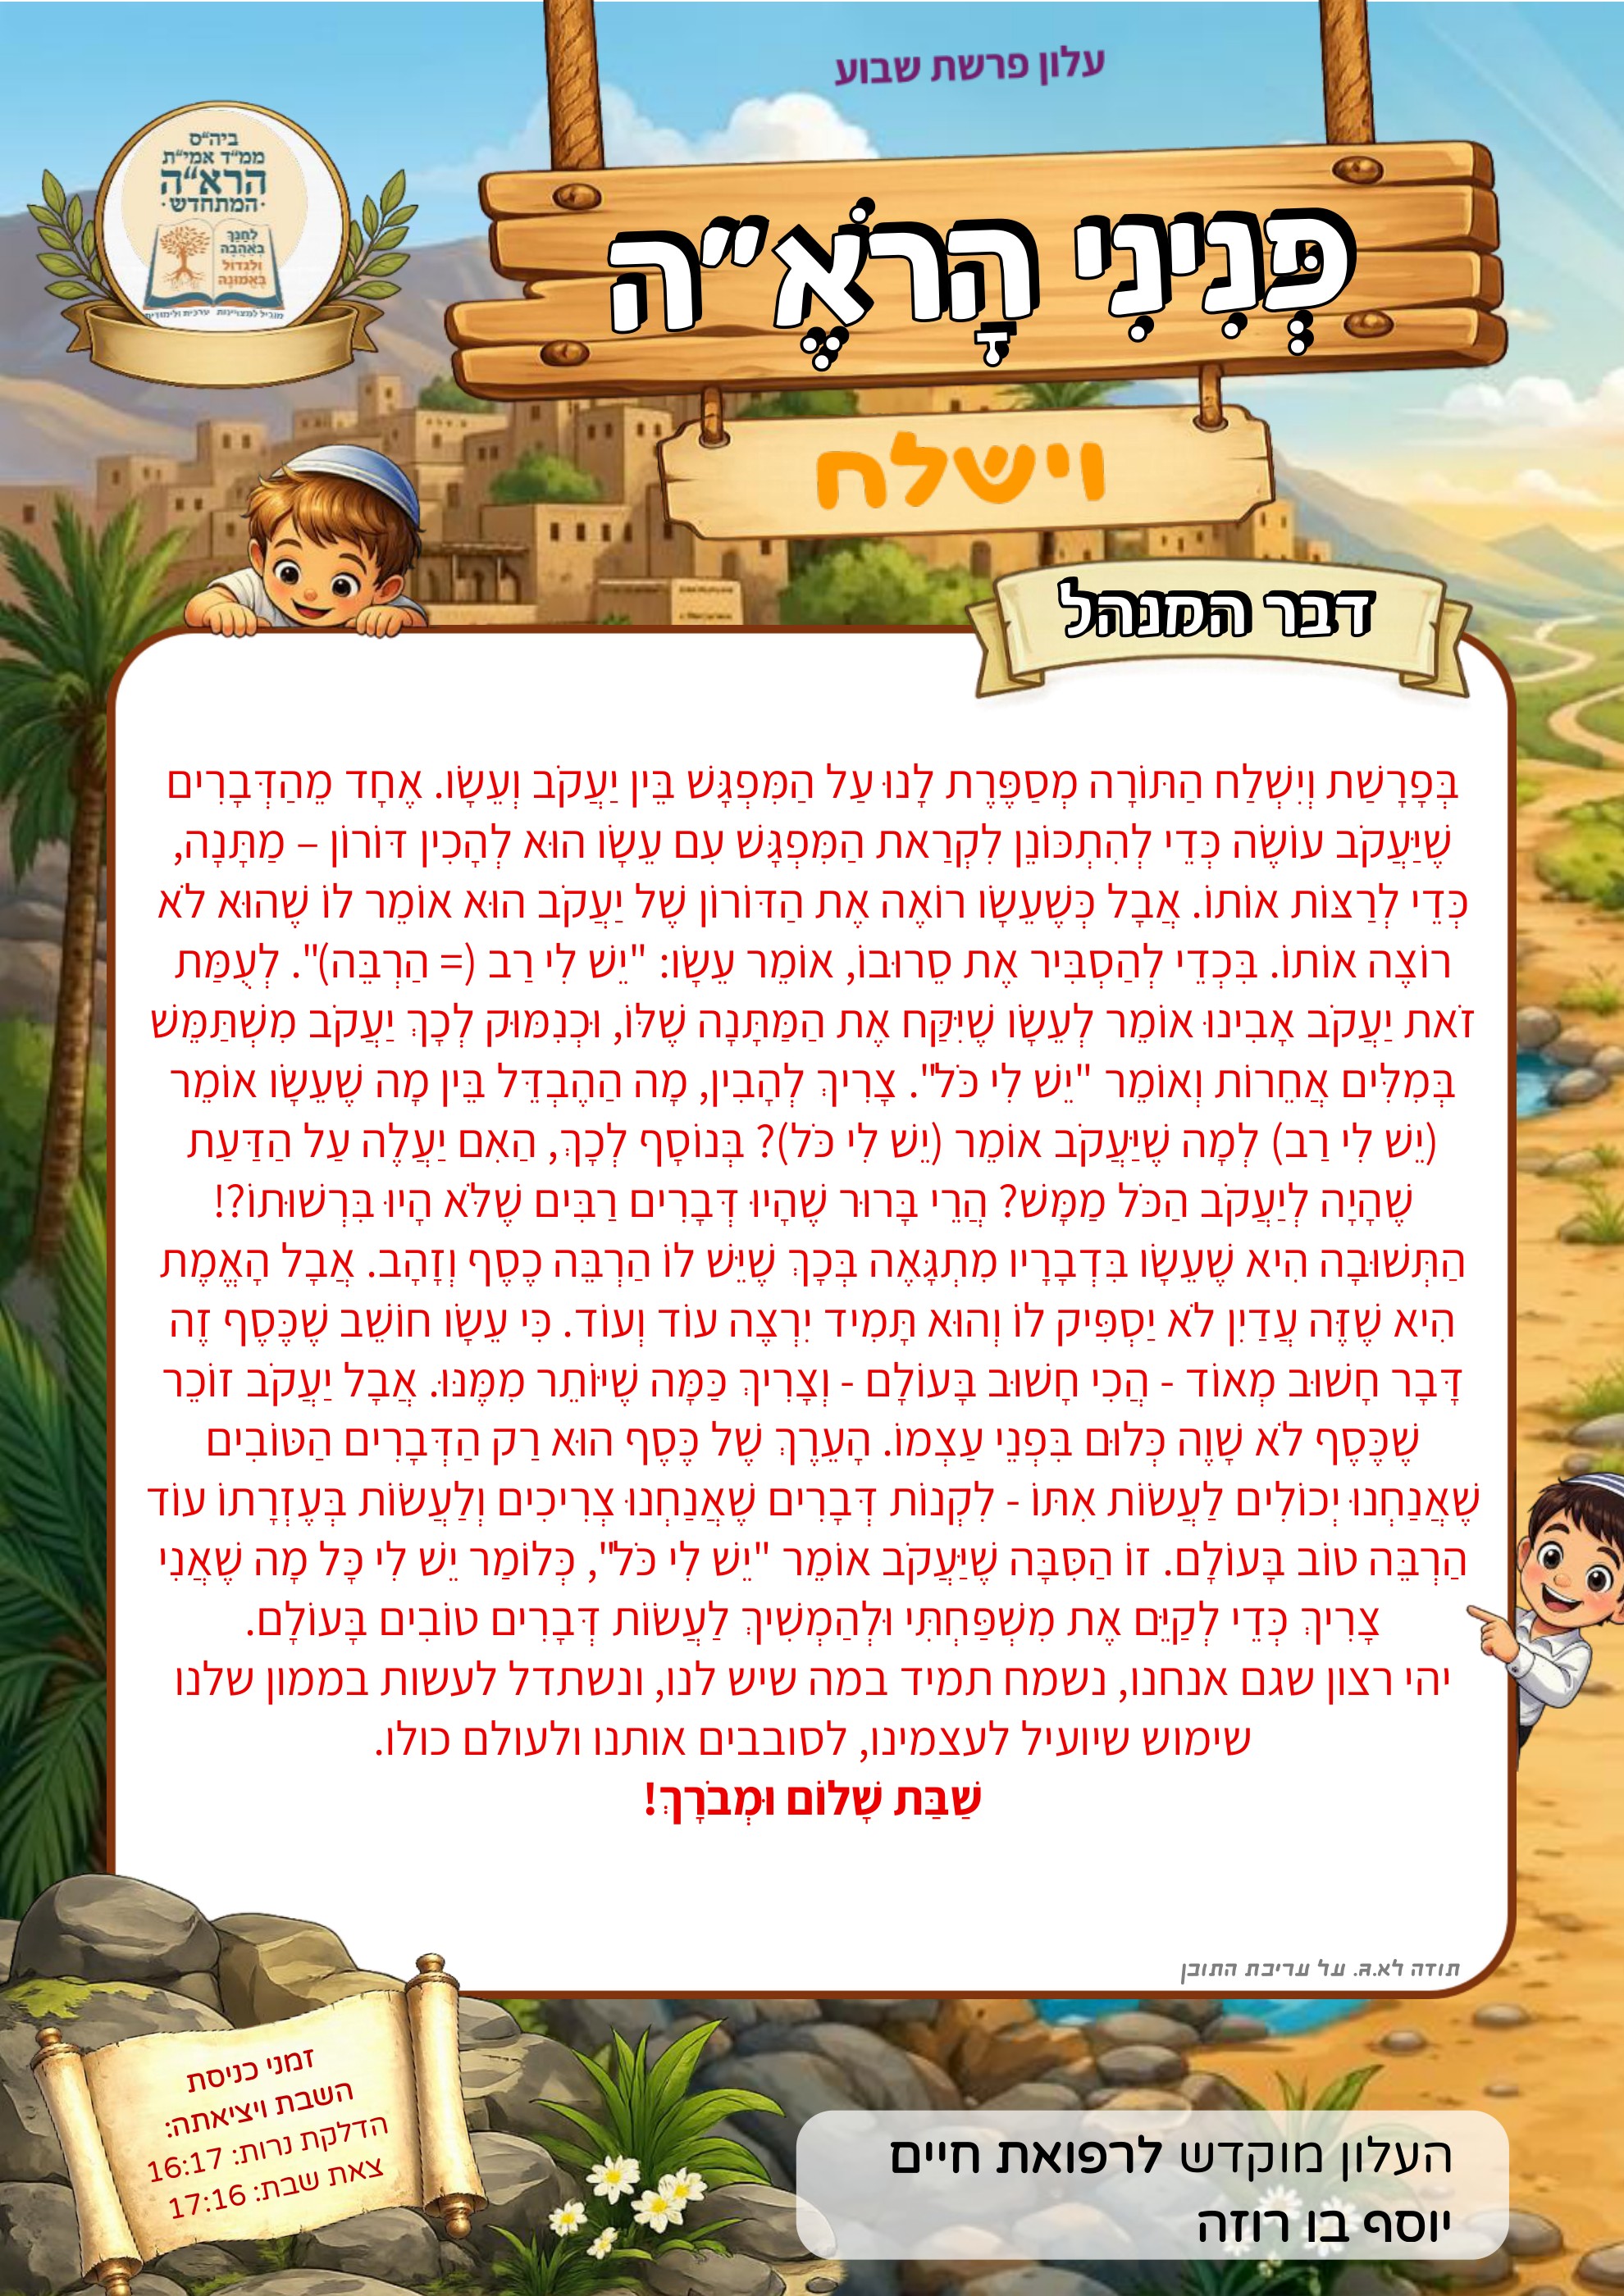 עלון פרשת שבוע
ביה"ס
ממ"ד אמי"ת
הרא"ה
·המתחדש·
לְחַנֵּךְ
בְּאַהֲבָה
וּלְגַדּוֹל
בֶּאֱמוּנָה
מוביל למצויינות ערכית ולימודית
פְּנִינֵי הָרֹאֶ"ה
וישלח
דבר המנהל
בְּפָרָשַׁת וְיִשְׁלַח הַתּוֹרָה מְסַפֶּרֶת לָנוּ עַל הַמִּפְגָּשׁ בֵּין יַעֲקֹב וְעֵשָׂו. אֶחָד מֵהַדְּבָרִים
שֶׁיַּעֲקֹב עוֹשֶׂה כְּדֵי לְהִתְכּוֹנֵן לִקְרַאת הַמִּפְגָּשׁ עִם עֵשָׂו הוּא לְהָכִין דּוֹרוֹן – מַתָּנָה,
כְּדֵי לְרַצּוֹת אוֹתוֹ. אֲבָל כְּשֶׁעֵשָׂו רוֹאֶה אֶת הַדּוֹרוֹן שֶׁל יַעֲקֹב הוּא אוֹמֵר לוֹ שֶׁהוּא לֹא
רוֹצֶה אוֹתוֹ. בִּכְדֵי לְהַסְבִּיר אֶת סֵרוּבוֹ, אוֹמֵר עֵשָׂו: "יֵשׁ לִי רַב (= הַרְבֵּה)". לְעֻמַּת
זֹאת יַעֲקֹב אָבִינוּ אוֹמֵר לְעֵשָׂו שֶׁיִּקַּח אֶת הַמַּתָּנָה שֶׁלּוֹ, וּכְנִמּוּק לְכָךְ יַעֲקֹב מִשְׁתַּמֵּשׁ
בְּמִלִּים אֲחֵרוֹת וְאוֹמֵר "יֵשׁ לִי כֹּל". צָרִיךְ לְהָבִין, מָה הַהֶבְדֵּל בֵּין מָה שֶׁעֵשָׂו אוֹמֵר
(יֵשׁ לִי רַב) לְמָה שֶׁיַּעֲקֹב אוֹמֵר (יֵשׁ לִי כֹּל)? בְּנוֹסָף לְכָךְ, הַאִם יַעֲלֶה עַל הַדַּעַת
שֶׁהָיָה לְיַעֲקֹב הַכֹּל מַמָּשׁ? הֲרֵי בָּרוּר שֶׁהָיוּ דְּבָרִים רַבִּים שֶׁלֹּא הָיוּ בִּרְשׁוּתוֹ?!
הַתְּשׁוּבָה הִיא שֶׁעֵשָׂו בִּדְבָרָיו מִתְגָּאֶה בְּכָךְ שֶׁיֵּשׁ לוֹ הַרְבֵּה כֶסֶף וְזָהָב. אֲבָל הָאֱמֶת
הִיא שֶׁזֶּה עֲדַיִן לֹא יַסְפִּיק לוֹ וְהוּא תָּמִיד יִרְצֶה עוֹד וְעוֹד. כִּי עֵשָׂו חוֹשֵׁב שֶׁכֶּסֶף זֶה
דָּבָר חָשׁוּב מְאוֹד - הֲכִי חָשׁוּב בָּעוֹלָם - וְצָרִיךְ כַּמָּה שֶׁיּוֹתֵר מִמֶּנּוּ. אֲבָל יַעֲקֹב זוֹכֵר
שֶׁכֶּסֶף לֹא שָׁוֶה כְּלוּם בִּפְנֵי עַצְמוֹ. הָעֵרֶךְ שֶׁל כֶּסֶף הוּא רַק הַדְּבָרִים הַטּוֹבִים
שֶׁאֲנַחְנוּ יְכוֹלִים לַעֲשׂוֹת אִתּוֹ - לִקְנוֹת דְּבָרִים שֶׁאֲנַחְנוּ צְרִיכִים וְלַעֲשׂוֹת בְּעֶזְרָתוֹ עוֹד
הַרְבֵּה טוֹב בָּעוֹלָם. זוֹ הַסִּבָּה שֶׁיַּעֲקֹב אוֹמֵר "יֵשׁ לִי כֹּל", כְּלוֹמַר יֵשׁ לִי כָּל מָה שֶׁאֲנִי
צָרִיךְ כְּדֵי לְקַיֵּם אֶת מִשְׁפַּחְתִּי וּלְהַמְשִׁיךְ לַעֲשׂוֹת דְּבָרִים טוֹבִים בָּעוֹלָם.
יהי רצון שגם אנחנו, נשמח תמיד במה שיש לנו, ונשתדל לעשות בממון שלנו
שימוש שיועיל לעצמינו, לסובבים אותנו ולעולם כולו.
שַׁבַּת שָׁלוֹם וּמְבֹרָךְ!
תודה לא.ה. על עריכת התוכן
זמני כניסת
השבת ויציאתה:
הדלקת נרות: 16:17
צאת שבת: 17:16
העלון מוקדש לרפואת חיים
יוסף בן רוזה